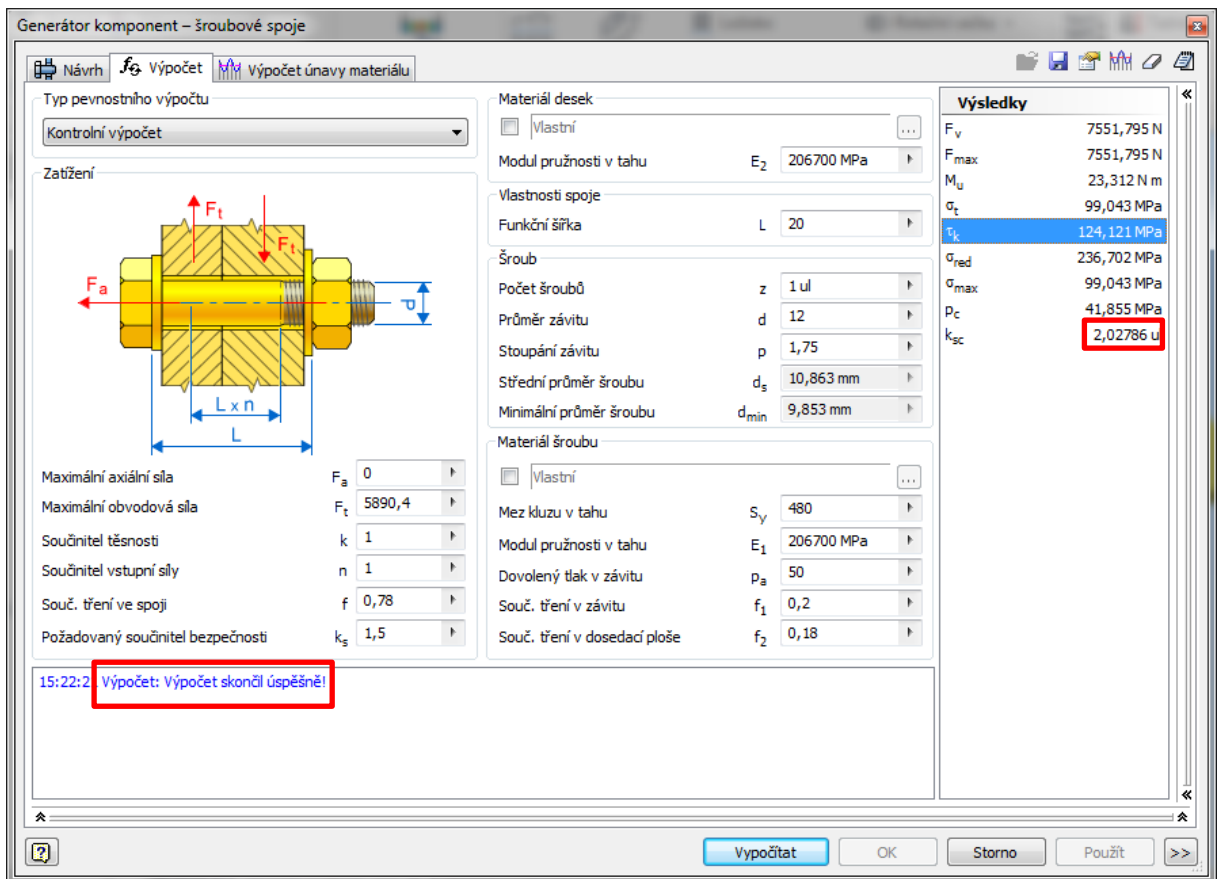 Generátor komponent – šroubové spoje
Návrh
Výpočet
Výpočet únavy materiálu
Typ pevnostního výpočtu
Kontrolní výpočet
Zatížení
Ft
Ft
Fa
d
L x n
L
Maximální axiální síla Fa 0
Maximální obvodová síla Ft 5890,4
Součinitel těsnosti k 1
Součinitel vstupní síly n 1
Souč. tření ve spoji f 0,78
Požadovaný součinitel bezpečnosti ks 1,5
Materiál desek
Vlastní ...
Modul pružnosti v tahu E2 206700 MPa
Vlastnosti spoje
Funkční šířka L 20
Šroub
Počet šroubů z 1 ul
Průměr závitu d 12
Stoupání závitu p 1,75
Střední průměr šroubu ds 10,863 mm
Minimální průměr šroubu dmin 9,853 mm
Materiál šroubu
Vlastní ...
Mez kluzu v tahu Sy 480
Modul pružnosti v tahu E1 206700 MPa
Dovolený tlak v závitu pa 50
Souč. tření v závitu f1 0,2
Souč. tření v dosedací ploše f2 0,18
Výsledky
Fv 7551,795 N
Fmax 7551,795 N
Mu 23,312 N m
σt 99,043 MPa
τk 124,121 MPa
σred 236,702 MPa
σmax 99,043 MPa
pc 41,855 MPa
ksc 2,02786 u
15:22:2 Výpočet: Výpočet skončil úspěšně!
Vypočítat
OK
Storno
Použít
>>